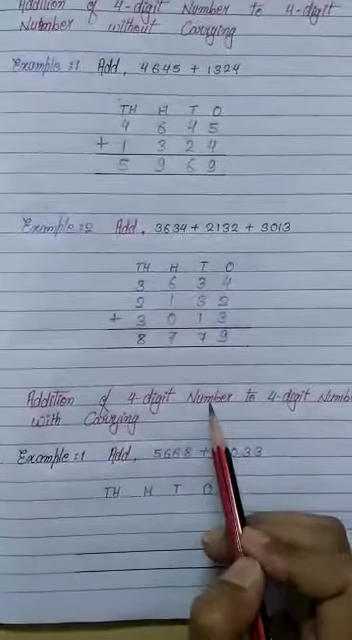 Addition of 4-digit Number to 4-digit
Number without Carrying
Example:1 Add, 4645 + 1324
TH H T O
4 6 4 5
+ 1 3 2 4
5 9 6 9
Example:2 Add, 3634 + 2132 + 3013
TH H T O
3 6 3 4
2 1 3 2
+ 3 0 1 3
8 7 7 9
Addition of 4-digit Number to 4-digit Numb
with Carrying
Example:1 Add, 5668 + 033
TH H T O